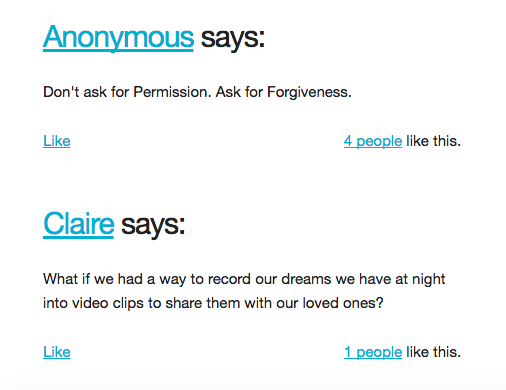 Anonymous says:
Don't ask for Permission. Ask for Forgiveness.
Like 4 people like this.
Claire says:
What if we had a way to record our dreams we have at night
into video clips to share them with our loved ones?
Like 1 people like this.